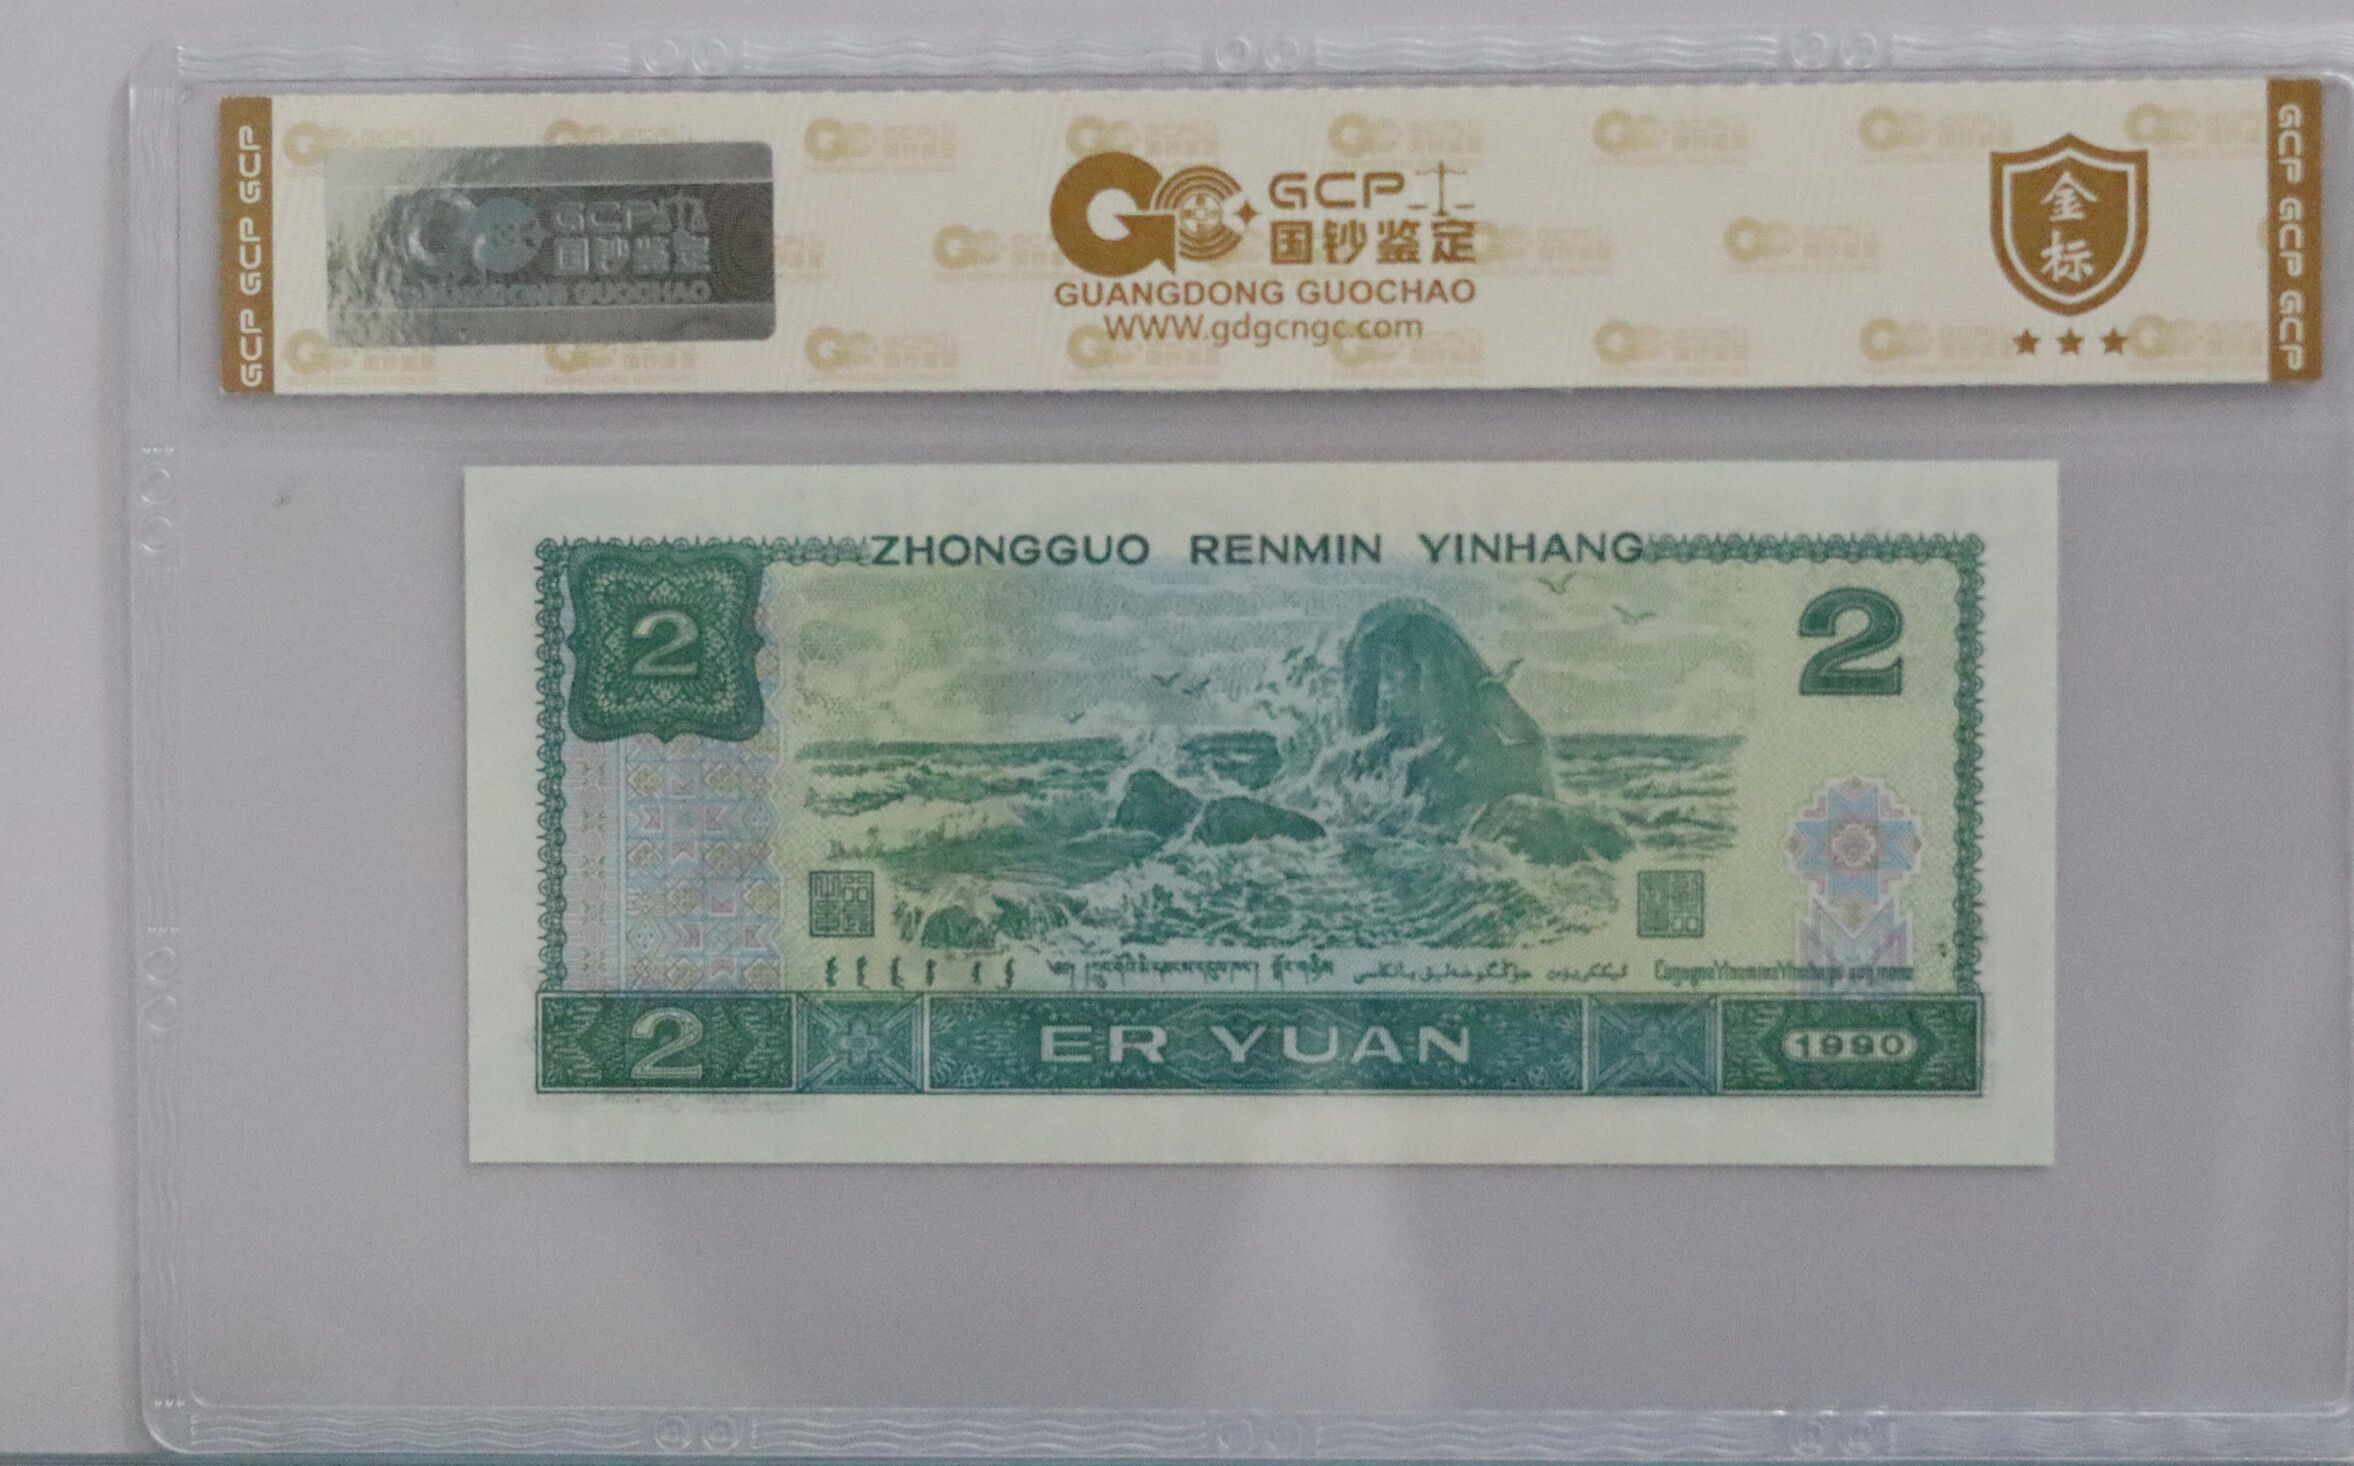 GCP GCP GCP
GCP
国钞鉴定
GUANGDONG GUOCHAO
GCP
国钞鉴定
GUANGDONG GUOCHAO
WWW.gdgcngc.com
金
标
GCP GCP GCP
ZHONGGUO RENMIN YINHANG
2
2
2
ER YUAN
1990